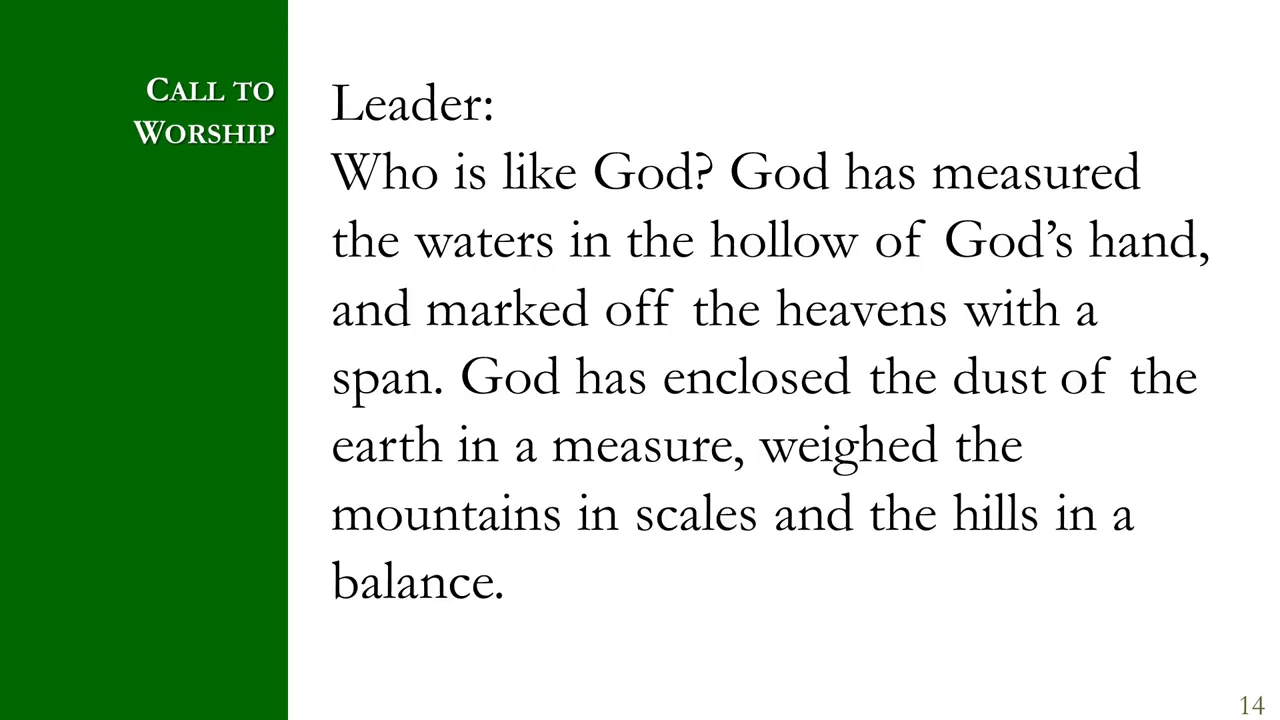 CALL TO
WORSHIP
Leader:
Who is like God? God has measured
the waters in the hollow of God’s hand,
and marked off the heavens with a
span. God has enclosed the dust of the
earth in a measure, weighed the
mountains in scales and the hills in a
balance.
14